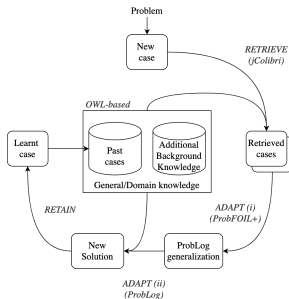 Problem
New
case
RETRIEVE
(jColibri)
OWL-based
Learnt
case
Past
cases
Additional
Background
Knowledge
Retrieved
cases
General/Domain knowledge
RETAIN
ADAPT (i)
(ProbFOIL+)
New
Solution
ProbLog
generalization
ADAPT (ii)
(ProbLog)